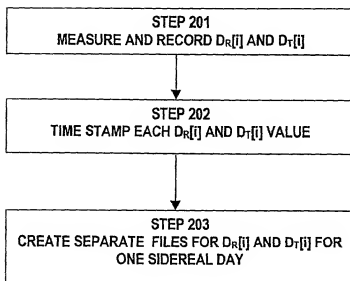 STEP 201
MEASURE AND RECORD DR[i] AND DT[i]
STEP 202
TIME STAMP EACH DR[i] AND DT[i] VALUE
STEP 203
CREATE SEPARATE FILES FOR DR[i] AND DT[i] FOR
ONE SIDEREAL DAY